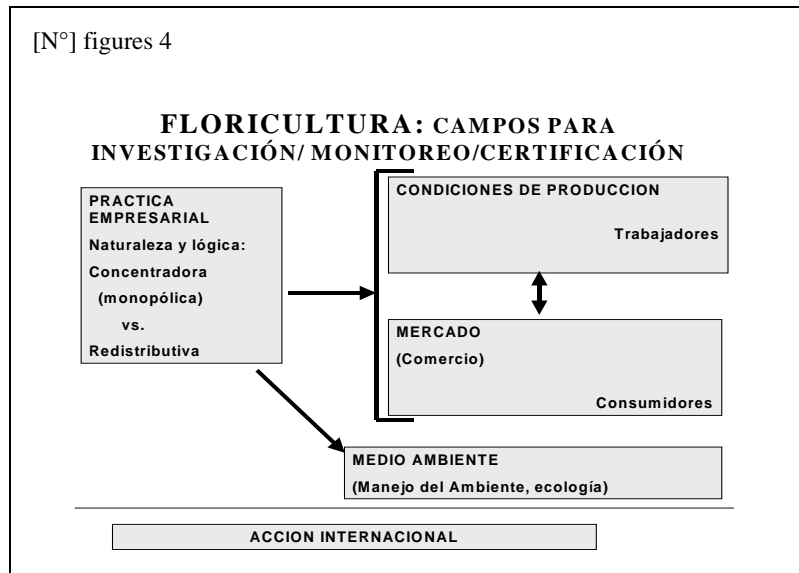 [N°] figures 4
FLORICULTURA: CAMPOS PARA
INVESTIGACIÓN/ MONITOREO/CERTIFICACIÓN
PRACTICA
EMPRESARIAL
Naturaleza y lógica:
Concentradora
(monopólica)
vs.
Redistributiva
CONDICIONES DE PRODUCCION
Trabajadores
MERCADO
(Comercio)
Consumidores
MEDIO AMBIENTE
(Manejo del Ambiente, ecología)
ACCION INTERNACIONAL